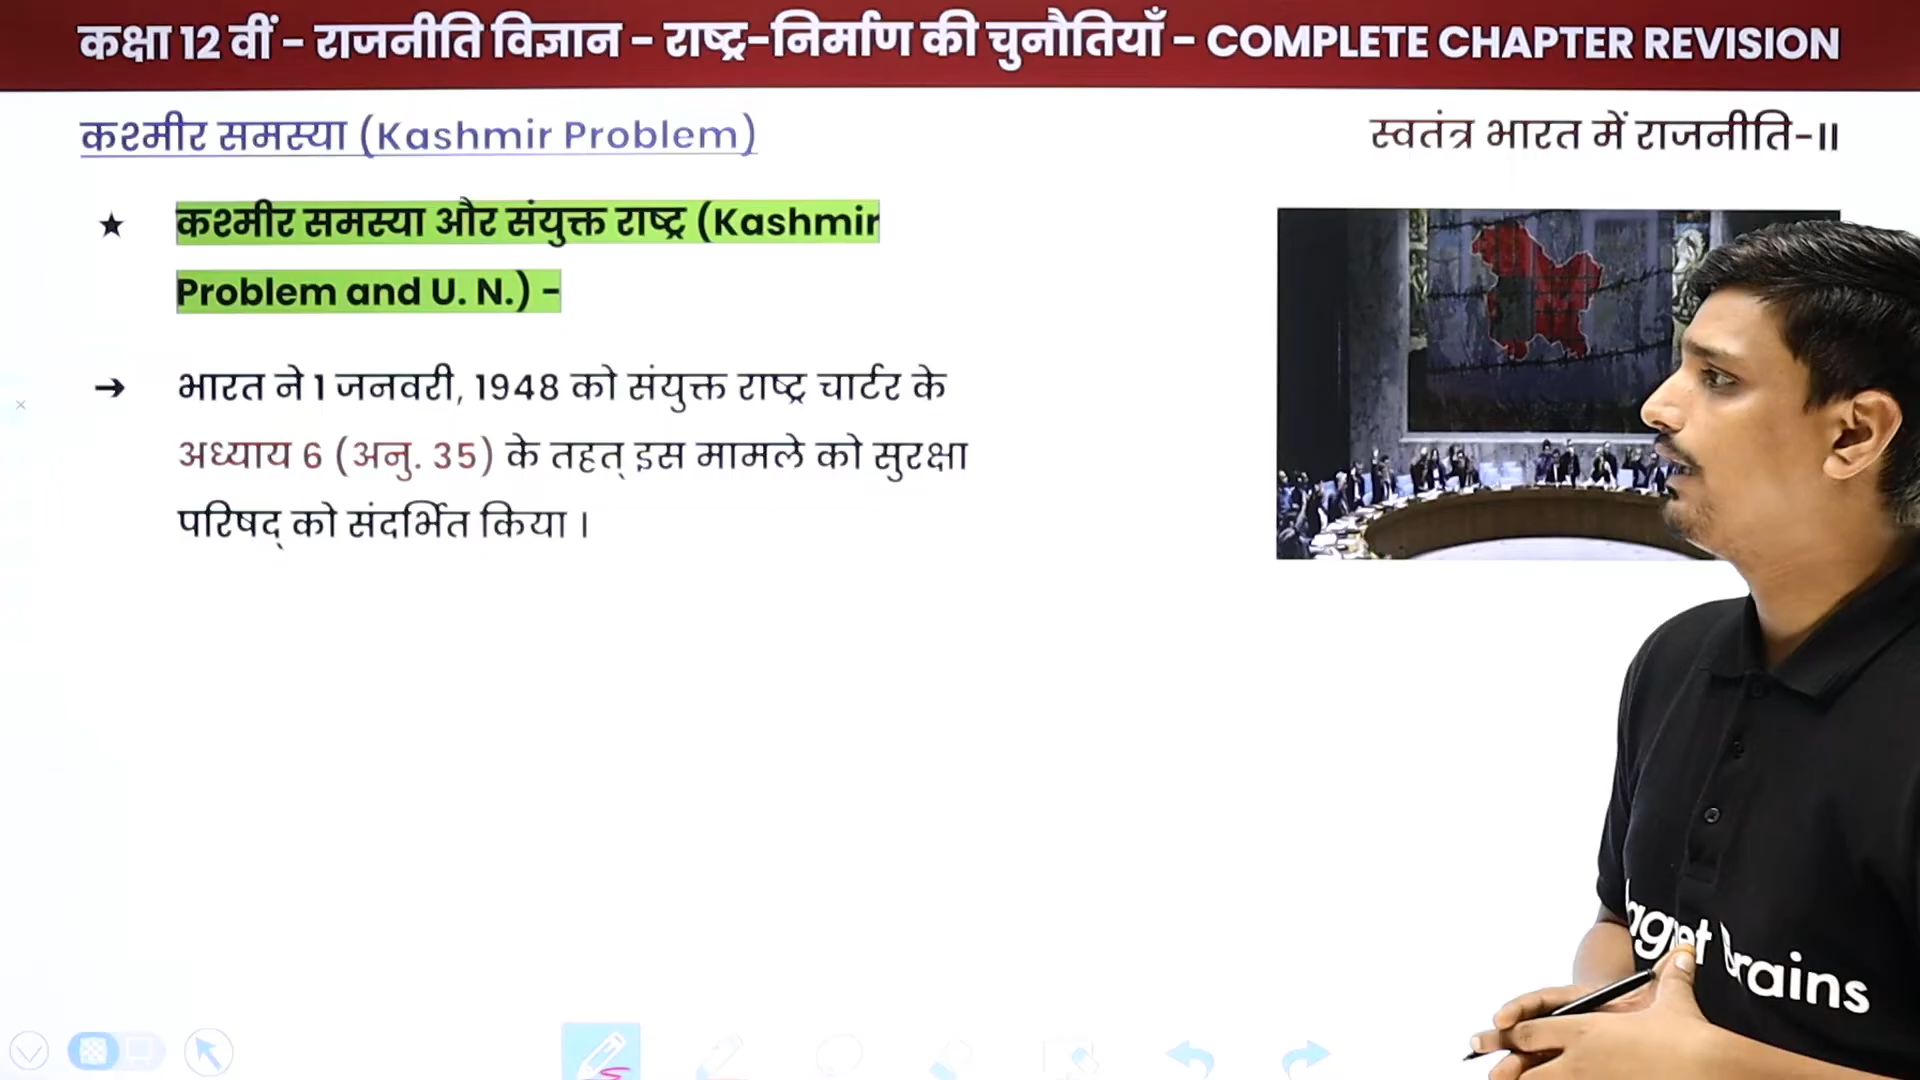 कक्षा 12 वीं - राजनीति विज्ञान - राष्ट्र-निर्माण की चुनौतियाँ - COMPLETE CHAPTER REVISION
कश्मीर समस्या (Kashmir Problem)
स्वतंत्र भारत में राजनीति-II
★ कश्मीर समस्या और संयुक्त राष्ट्र (Kashmir
Problem and U. N.) -
→ भारत ने 1 जनवरी, 1948 को संयुक्त राष्ट्र चार्टर के
अध्याय 6 (अनु. 35) के तहत् इस मामले को सुरक्षा
परिषद् को संदर्भित किया ।
Brains